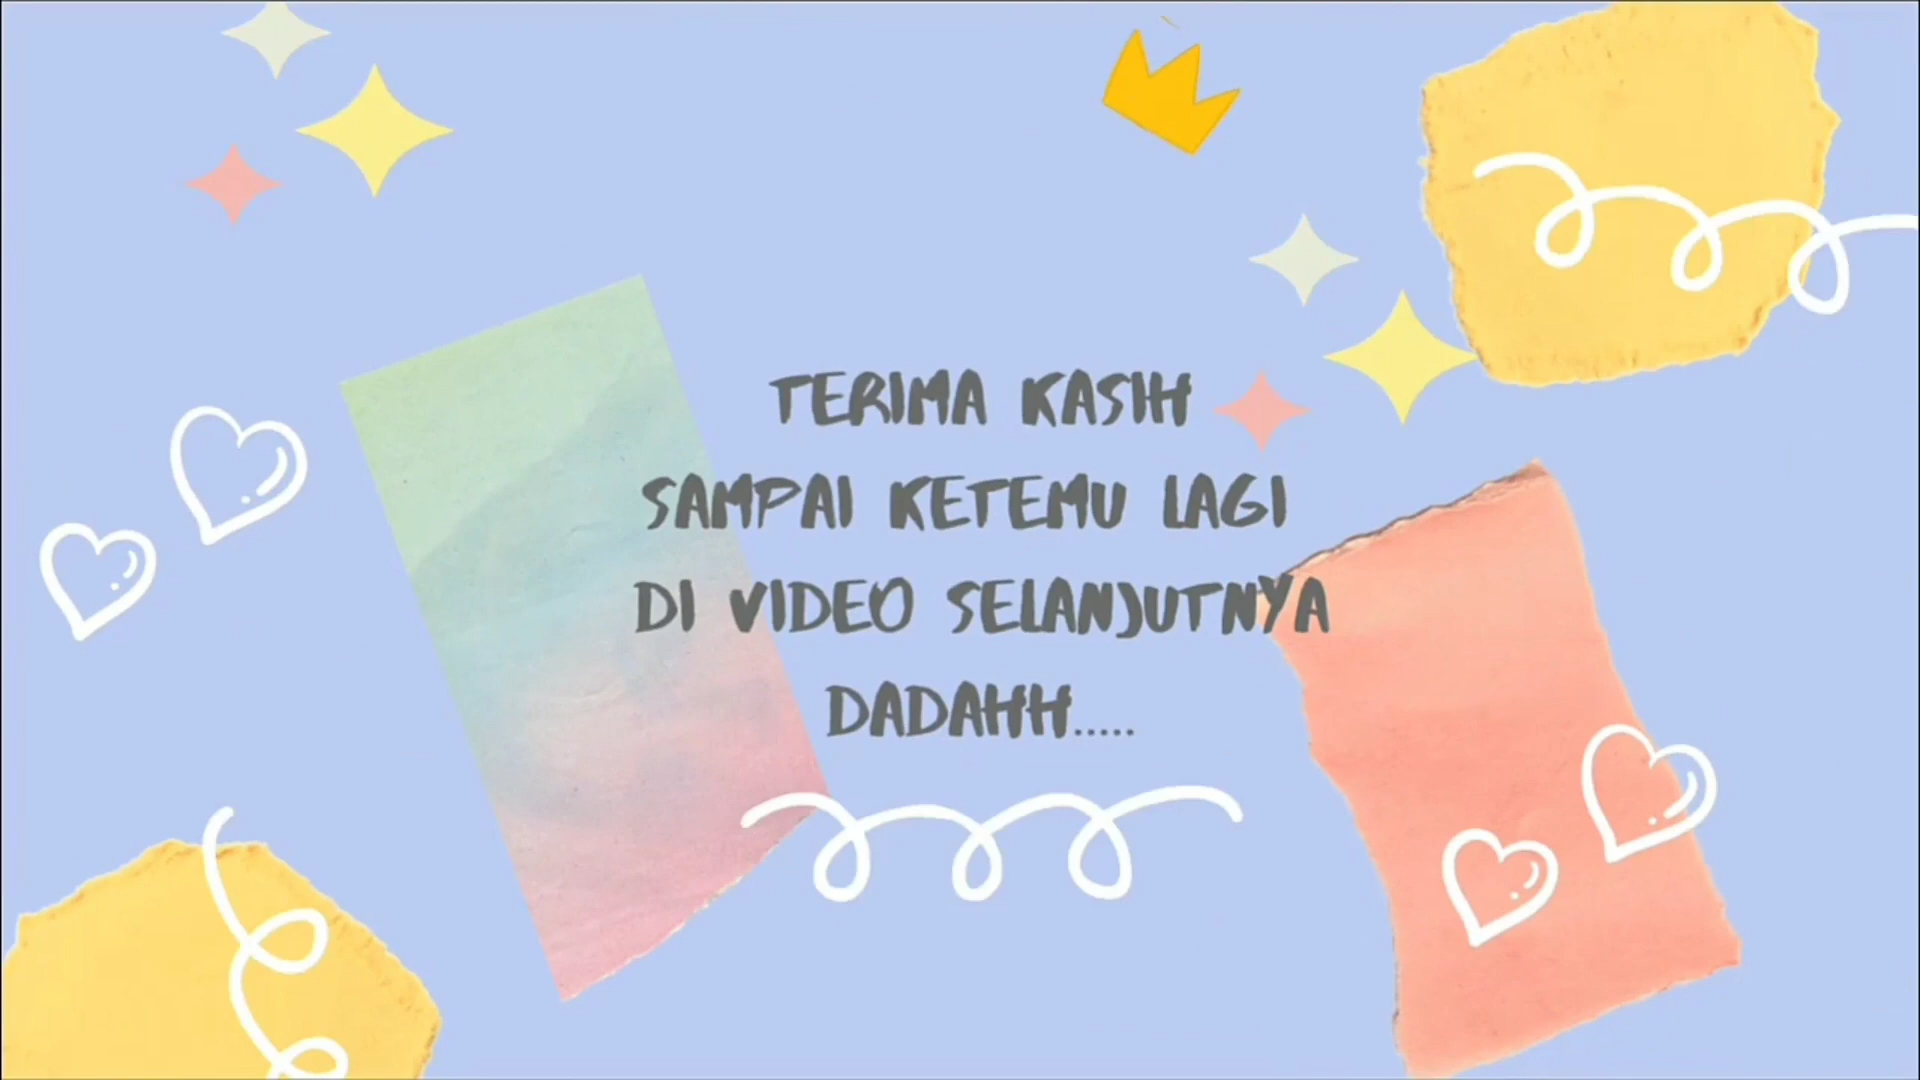 TERIMA KASIH
SAMPAI KETEMU LAGI
DI VIDEO SELANJUTNYA
DADAHH.....